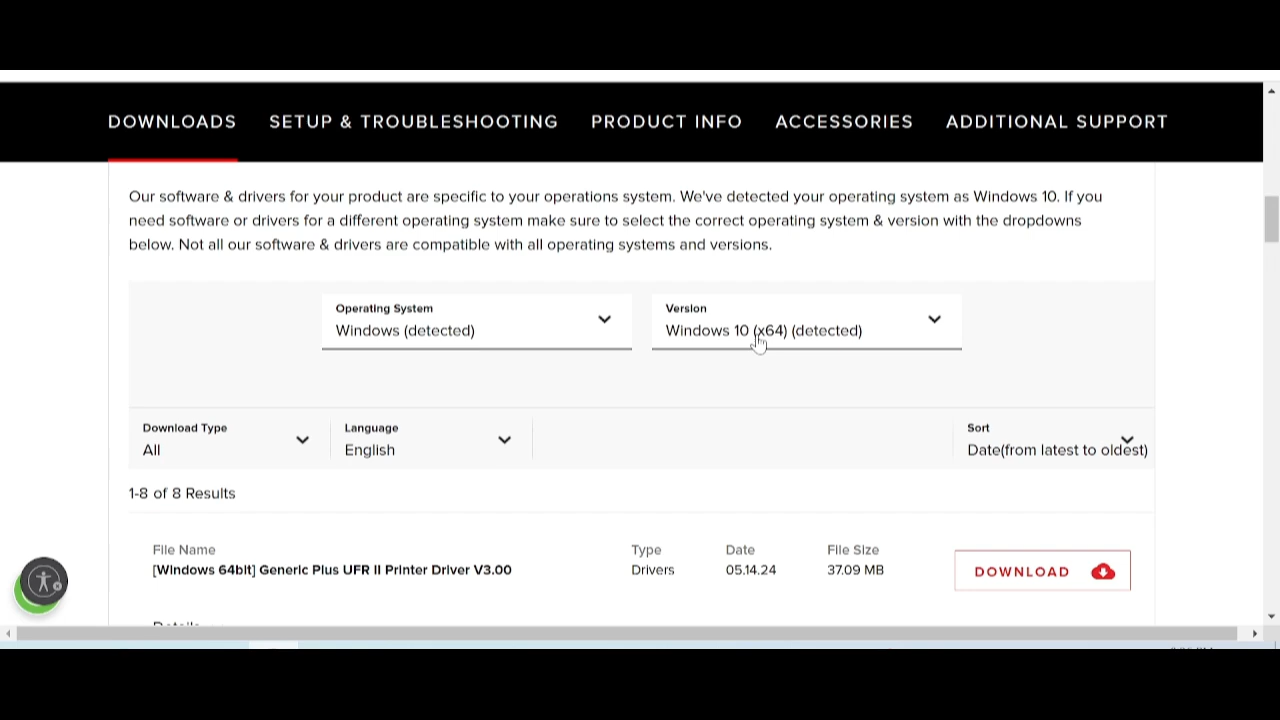 DOWNLOADS SETUP & TROUBLESHOOTING PRODUCT INFO ACCESSORIES ADDITIONAL SUPPORT
Our software & drivers for your product are specific to your operations system. We've detected your operating system as Windows 10. If you
need software or drivers for a different operating system make sure to select the correct operating system & version with the dropdowns
below. Not all our software & drivers are compatible with all operating systems and versions.
Operating System Version
Windows (detected) Windows 10 (x64) (detected)
Download Type Language Sort
All English Date(from latest to oldest)
1-8 of 8 Results
File Name Type Date File Size
[Windows 64bit] Generic Plus UFR II Printer Driver V3.00 Drivers 05.14.24 37.09 MB DOWNLOAD